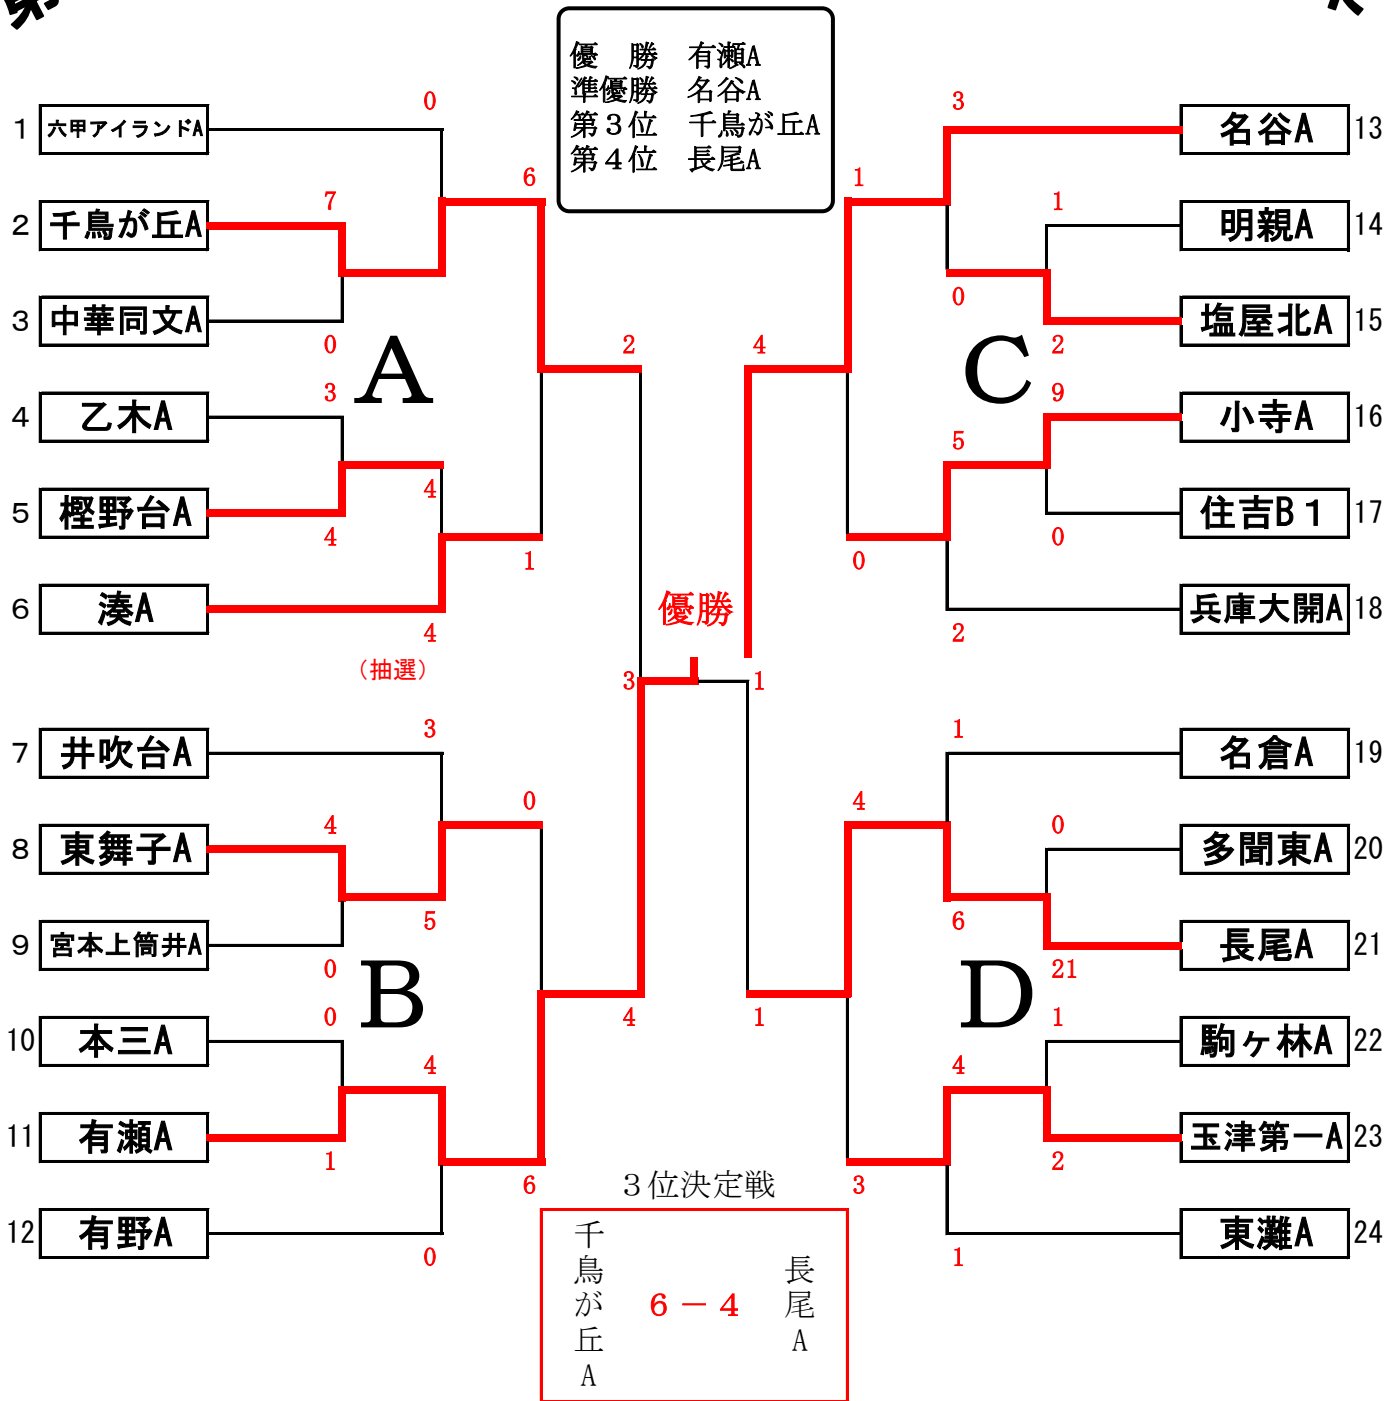 優　勝　有瀬A
準優勝　名谷A
第３位　千鳥が丘A
第４位　長尾A
1 六甲アイランドA
0
2 千鳥が丘A
7
6
3 中華同文A
0
A
4 乙木A
3
5 樫野台A
4
4
1
6 湊A
4
（抽選）
2
7 井吹台A
3
8 東舞子A
4
0
9 宮本上筒井A
0
5
B
10 本三A
0
4
11 有瀬A
1
6
12 有野A
0
4
優勝
3
1
3
名谷A 13
1
1
明親A 14
0
塩屋北A 15
2
4
C
9
小寺A 16
5
住吉B１ 17
0
0
兵庫大開A 18
2
1
名倉A 19
4
0
多聞東A 20
6
長尾A 21
21
D
1
1
駒ヶ林A 22
4
玉津第一A 23
2
3
東灘A 24
1
３位決定戦
千鳥が丘A
６－４
長尾A